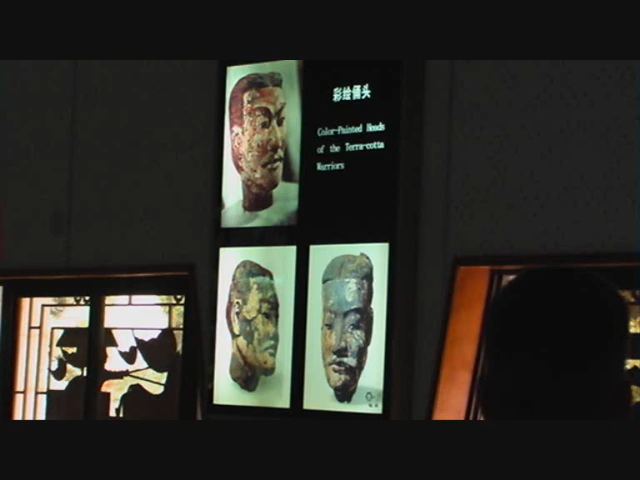 彩绘俑头
Color-Painted Heads
of the Terra-cotta
Warriors